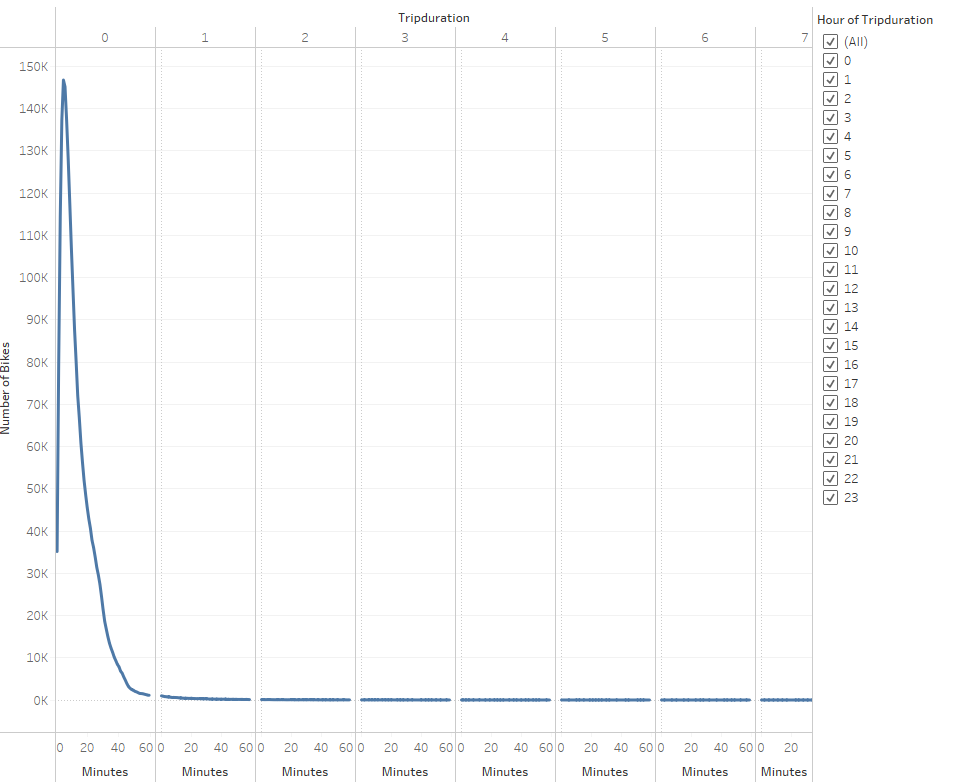 Tripduration
0 1 2 3 4 5 6 7
150K
140K
130K
120K
110K
100K
90K
80K
70K
60K
50K
40K
30K
20K
10K
0K
Number of Bikes
0 20 40 60 0 20 40 60 0 20 40 60 0 20 40 60 0 20 40 60 0 20 40 60 0 20 40 60 0 20
Minutes Minutes Minutes Minutes Minutes Minutes Minutes Minutes
Hour of Tripduration
(All)
0
1
2
3
4
5
6
7
8
9
10
11
12
13
14
15
16
17
18
19
20
21
22
23